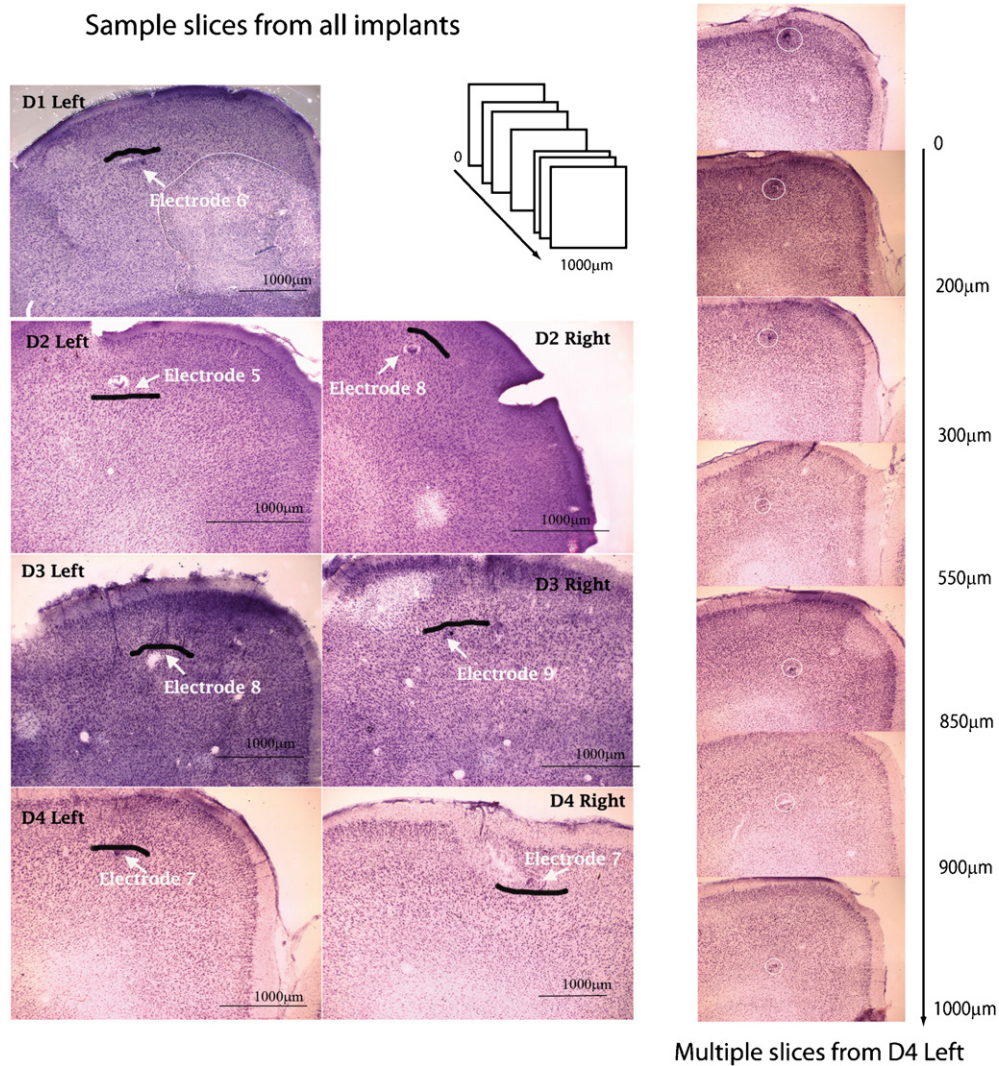 Sample slices from all implants
D1 Left
Electrode 6
1000μm
0
1000μm
D2 Left
Electrode 5
1000μm
D2 Right
Electrode 8
1000μm
D3 Left
Electrode 8
1000μm
D3 Right
Electrode 9
1000μm
D4 Left
Electrode 7
1000μm
D4 Right
Electrode 7
1000μm
0
200μm
300μm
550μm
850μm
900μm
1000μm
Multiple slices from D4 Left